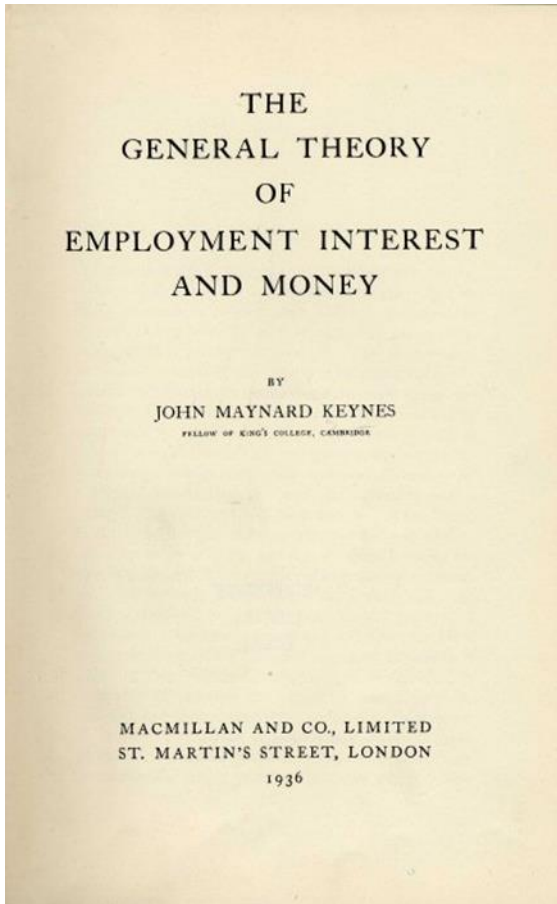 THE
GENERAL THEORY
OF
EMPLOYMENT INTEREST
AND MONEY
BY
JOHN MAYNARD KEYNES
FELLOW OF KING'S COLLEGE, CAMBRIDGE
MACMILLAN AND CO., LIMITED
ST. MARTIN'S STREET, LONDON
1936